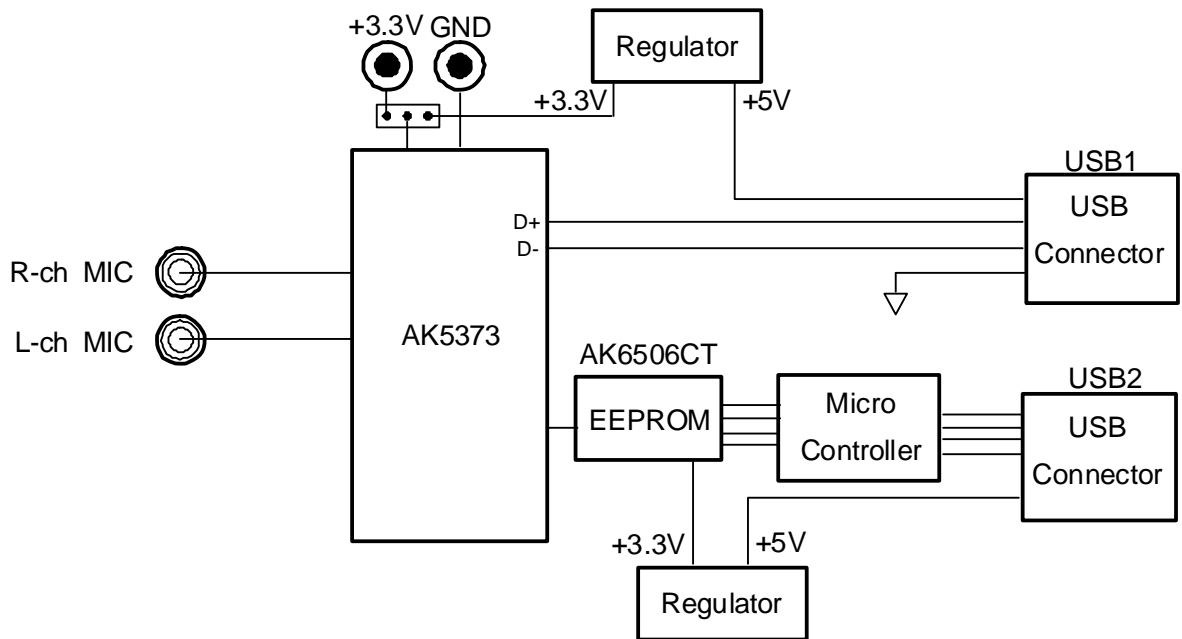 +3.3V GND
Regulator
+3.3V
+5V
USB1
USB
Connector
D+
D-
R-ch MIC
L-ch MIC
AK5373
AK6506CT
EEPROM
Micro
Controller
USB2
USB
Connector
+3.3V
+5V
Regulator